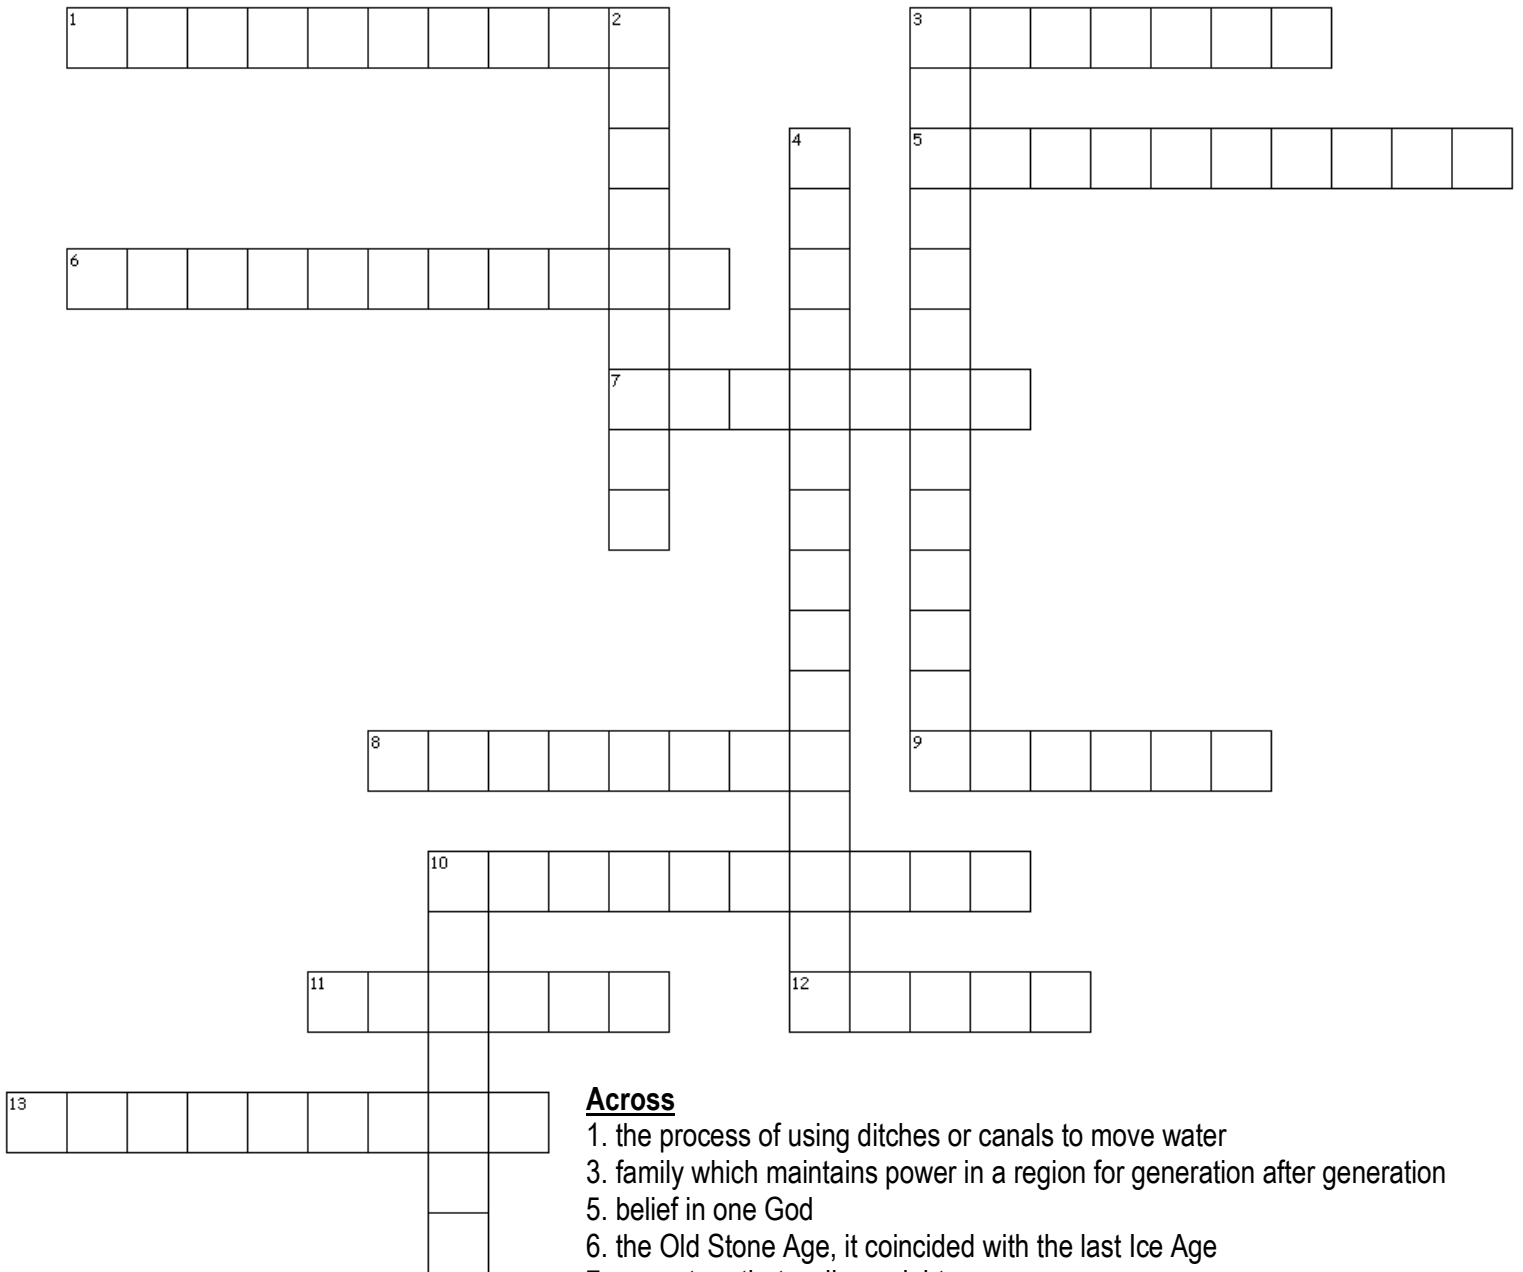 1
2
3
4
5
6
7
8
9
10
11
12
13
Across
1. the process of using ditches or canals to move water
3. family which maintains power in a region for generation after generation
5. belief in one God
6. the Old Stone Age, it coincided with the last Ice Age